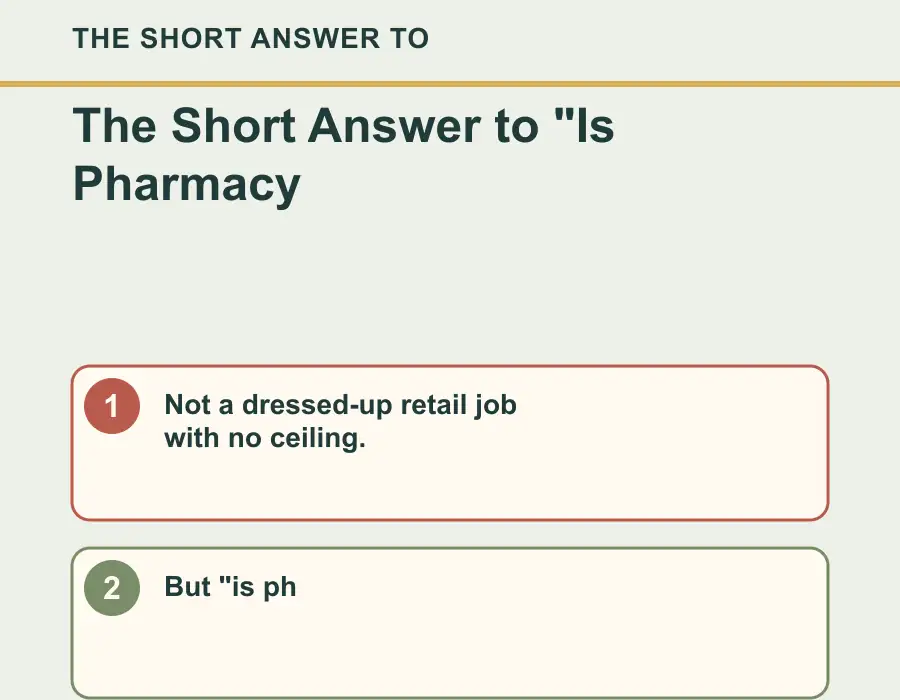 THE SHORT ANSWER TO
The Short Answer to "Is
Pharmacy
1
Not a dressed-up retail job
with no ceiling.
2
But "is ph